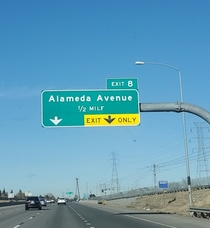 EXIT 8
Alameda Avenue
1/2 MILE
EXIT ONLY